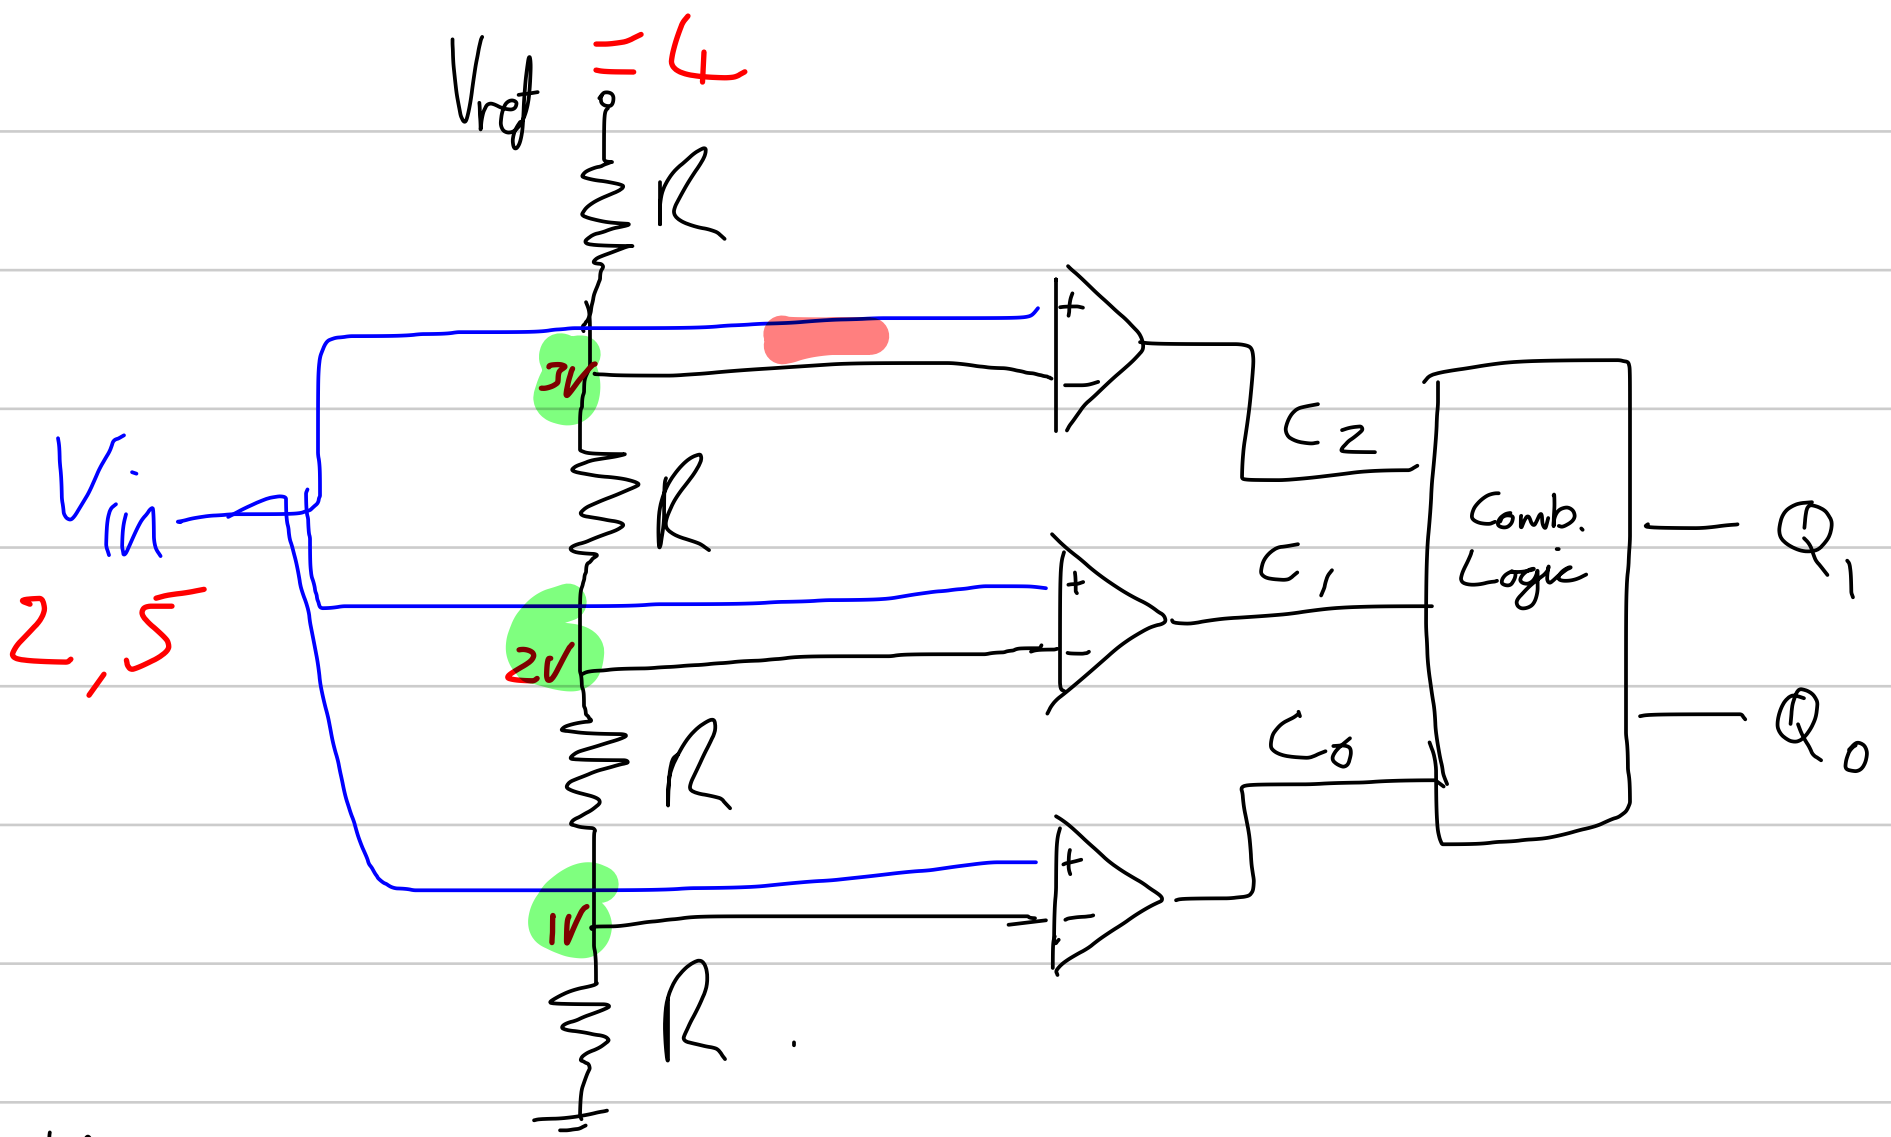 Vref = 4
R
+
3V
−
C2
R
Vin
Comb.
Logic
Q1
C1
+
2,5
2V
−
C0
Q0
R
+
1V
−
R